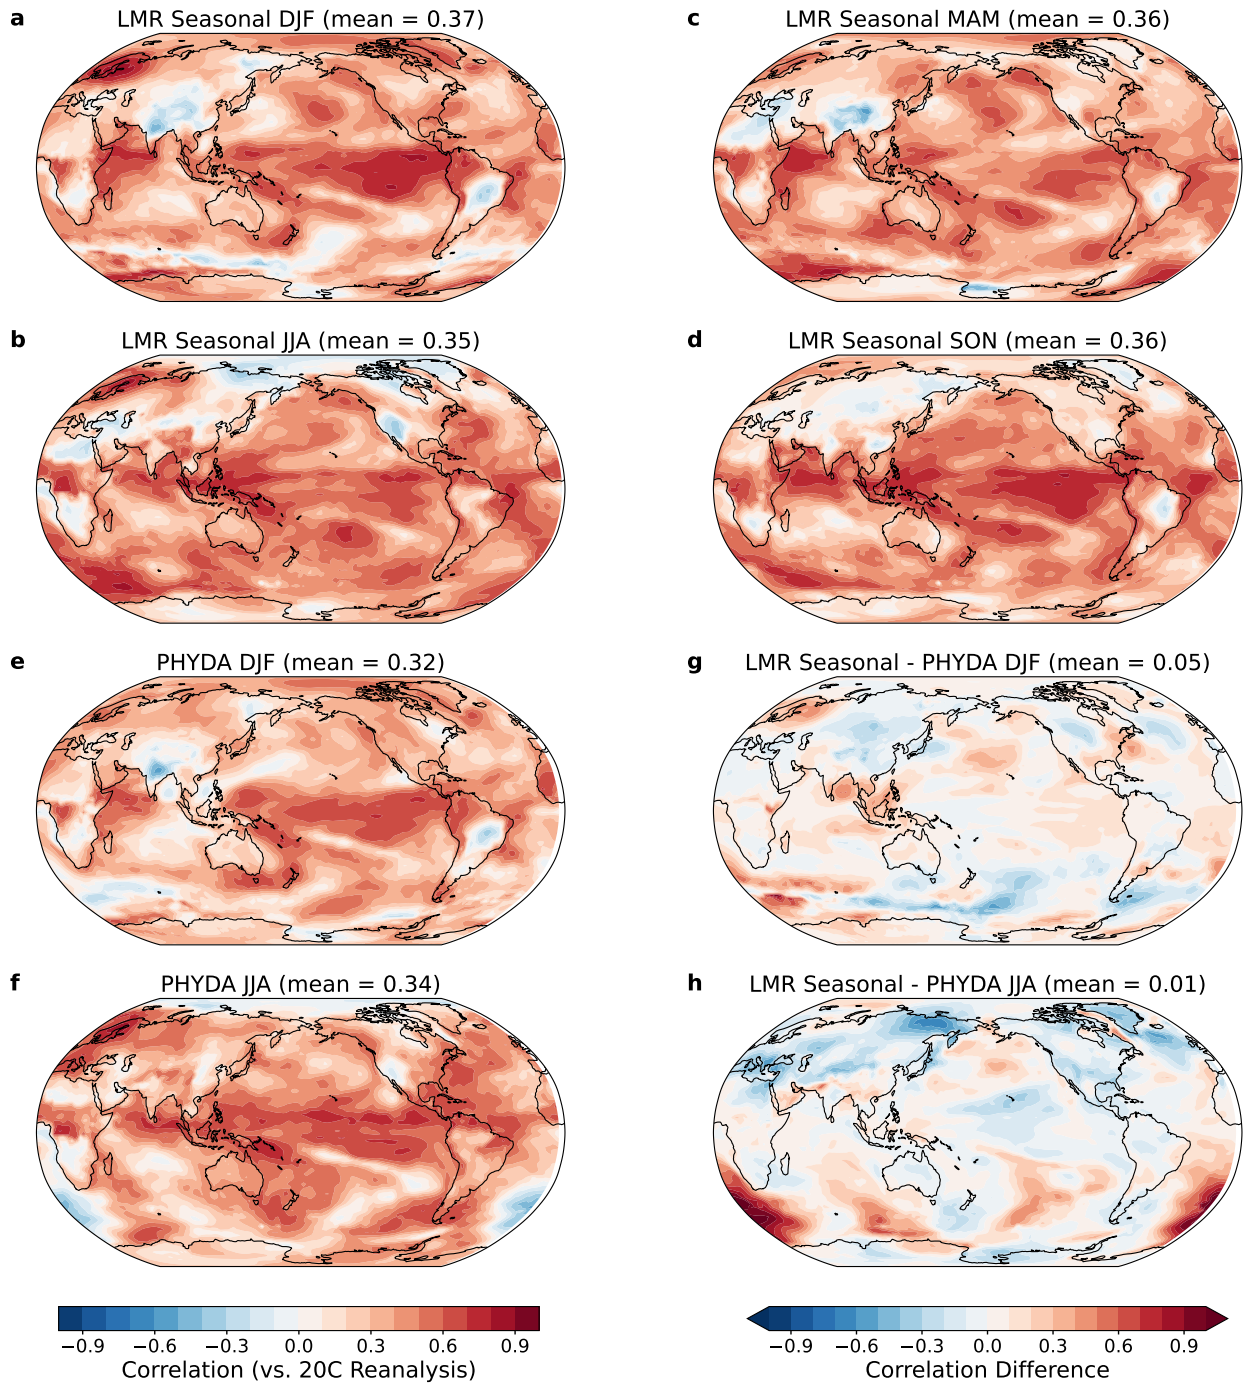 a LMR Seasonal DJF (mean = 0.37)
c LMR Seasonal MAM (mean = 0.36)
b LMR Seasonal JJA (mean = 0.35)
d LMR Seasonal SON (mean = 0.36)
e PHYDA DJF (mean = 0.32)
g LMR Seasonal - PHYDA DJF (mean = 0.05)
f PHYDA JJA (mean = 0.34)
h LMR Seasonal - PHYDA JJA (mean = 0.01)
−0.9 −0.6 −0.3 0.0 0.3 0.6 0.9
Correlation (vs. 20C Reanalysis)
−0.9 −0.6 −0.3 0.0 0.3 0.6 0.9
Correlation Difference